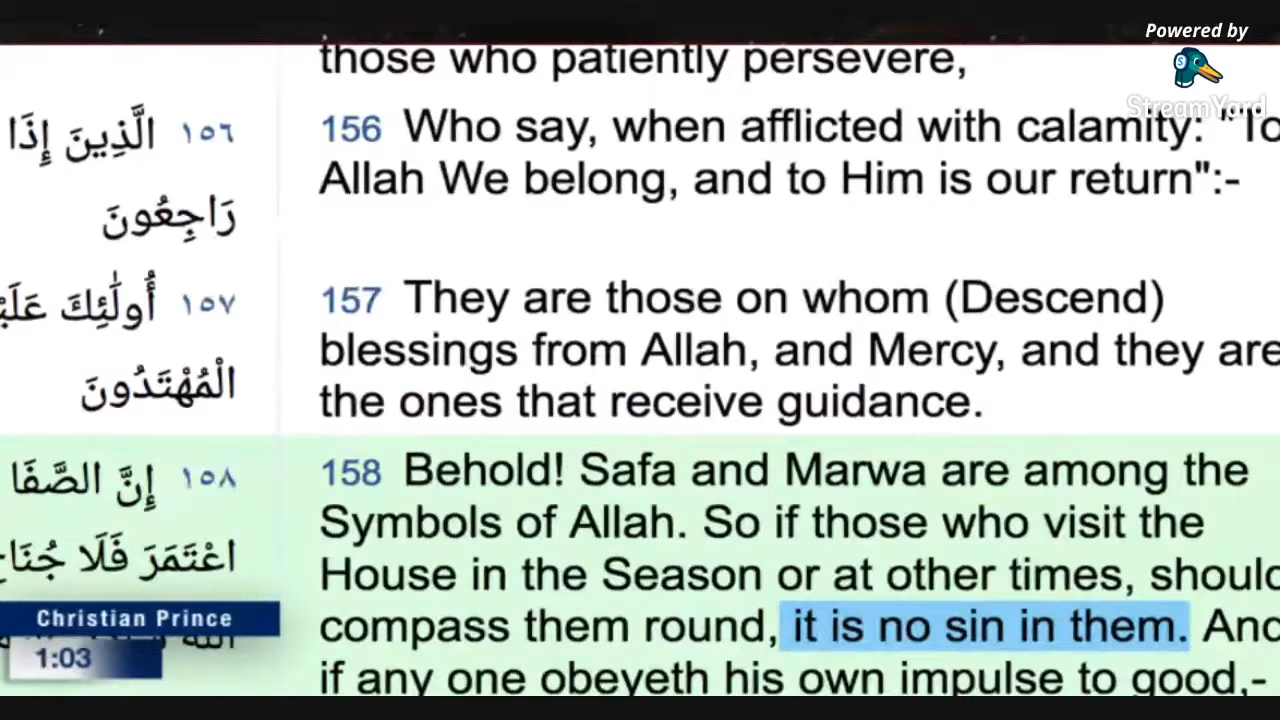 Powered by
StreamYard
those who patiently persevere,
156 Who say, when afflicted with calamity: "To
Allah We belong, and to Him is our return":-
١٥٦ الَّذِينَ إِذَا
رَاجِعُونَ
157 They are those on whom (Descend)
blessings from Allah, and Mercy, and they are
the ones that receive guidance.
١٥٧ أُولَٰئِكَ
الْمُهْتَدُونَ
158 Behold! Safa and Marwa are among the
Symbols of Allah. So if those who visit the
House in the Season or at other times, should
compass them round, it is no sin in them. And
if any one obeyeth his own impulse to good,-
١٥٨ إِنَّ الصَّفَا
اعْتَمَرَ فَلَا
Christian Prince
1:03